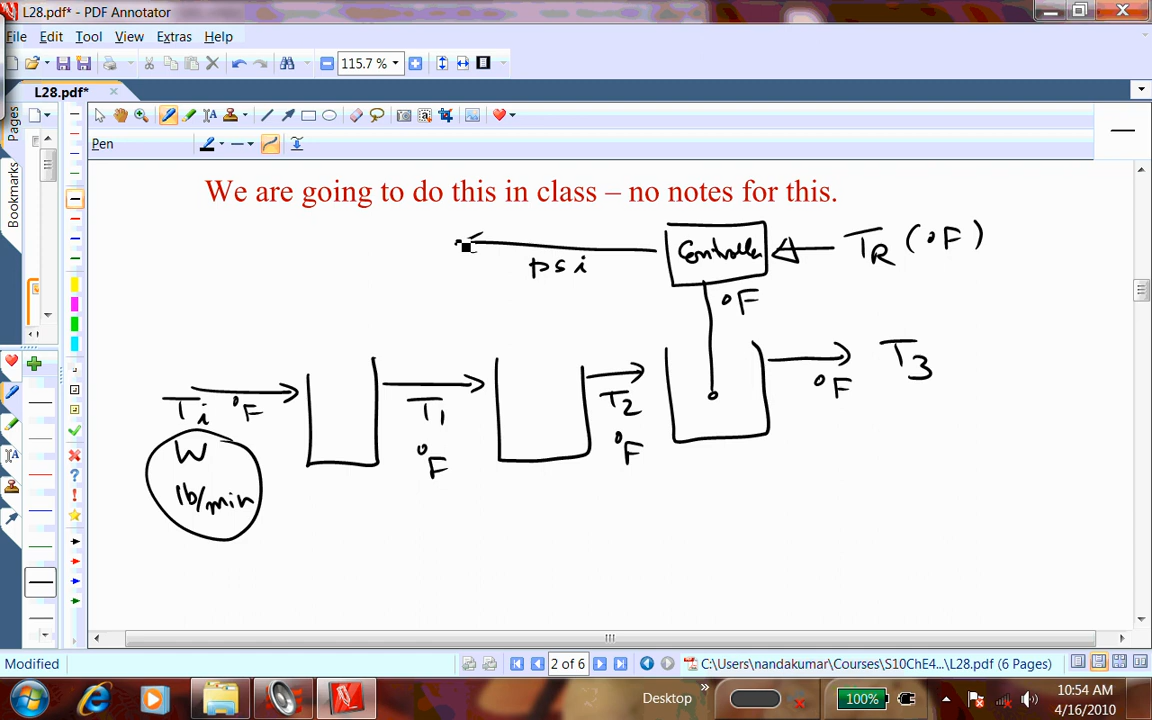 L28.pdf* - PDF Annotator
File Edit Tool View Extras Help
115.7 %
L28.pdf*
Pages
Bookmarks
Pen
We are going to do this in class – no notes for this.
psi
Controller
TR (°F)
°F
Ti °F
T1
°F
T2
°F
°F
T3
W
lb/min
2 of 6
C:\Users\nandakumar\Courses\S10ChE4...\L28.pdf (6 Pages)
Modified
Desktop
100%
10:54 AM
4/16/2010